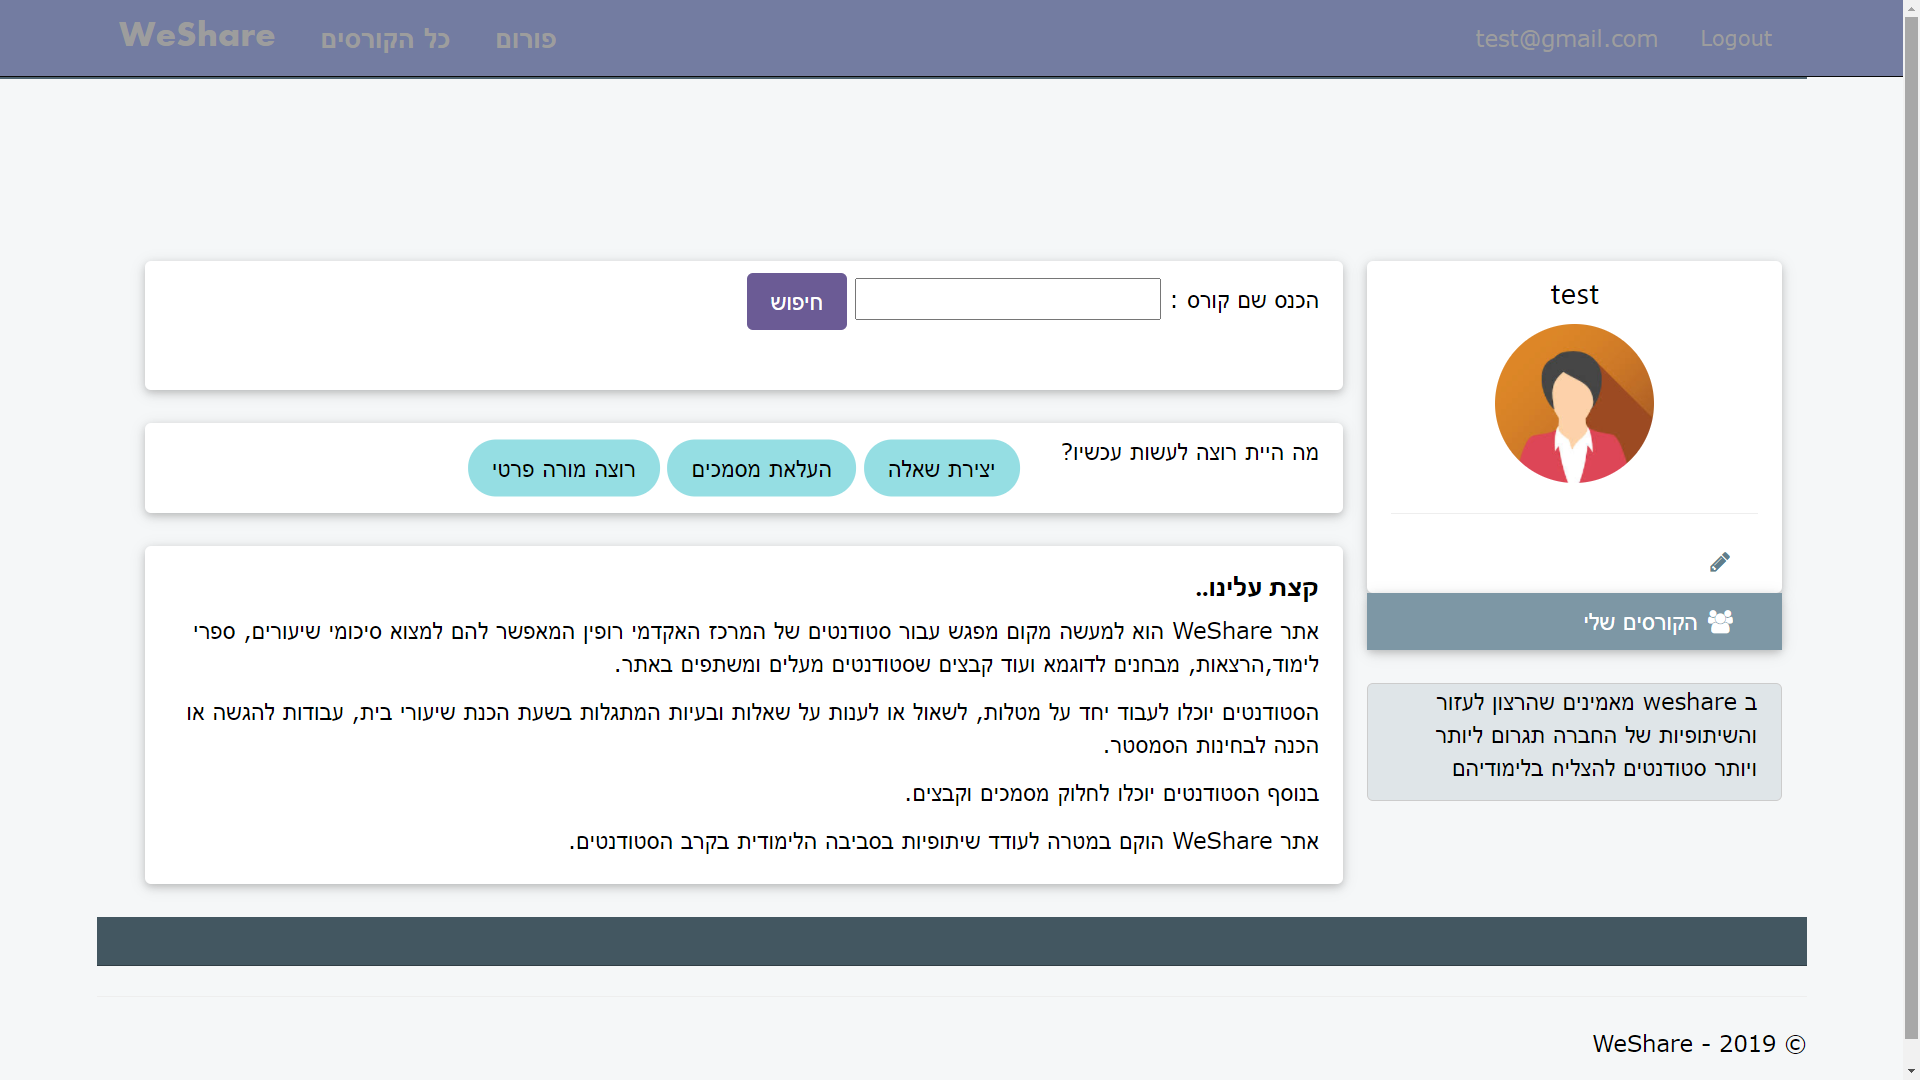 WeShare
כל הקורסים
פורום
test@gmail.com
Logout
test
הקורסים שלי
ב weshare מאמינים שהרצון לעזור
והשיתופיות של החברה תגרום ליותר
ויותר סטודנטים להצליח בלימודיהם
הכנס שם קורס :
חיפוש
מה היית רוצה לעשות עכשיו?
יצירת שאלה
העלאת מסמכים
רוצה מורה פרטי
קצת עלינו..
אתר WeShare הוא למעשה מקום מפגש עבור סטודנטים של המרכז האקדמי רופין המאפשר להם למצוא סיכומי שיעורים, ספרי
לימוד,הרצאות, מבחנים לדוגמא ועוד קבצים שסטודנטים מעלים ומשתפים באתר.
הסטודנטים יוכלו לעבוד יחד על מטלות, לשאול או לענות על שאלות ובעיות המתגלות בשעת הכנת שיעורי בית, עבודות להגשה או
הכנה לבחינות הסמסטר.
בנוסף הסטודנטים יוכלו לחלוק מסמכים וקבצים.
אתר WeShare הוקם במטרה לעודד שיתופיות בסביבה הלימודית בקרב הסטודנטים.
© 2019 - WeShare